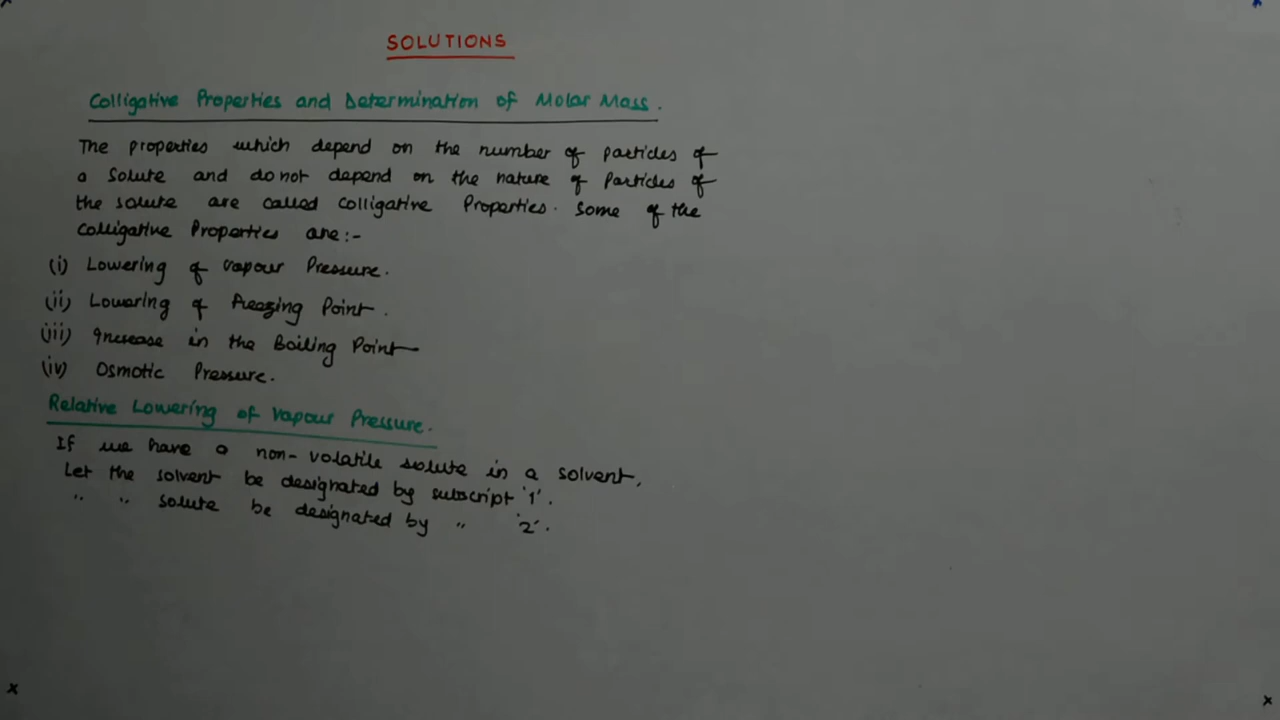 SOLUTIONS
Colligative Properties and Determination of Molar Mass.
The properties which depend on the number of particles of
a Solute and do not depend on the nature of Particles of
the solute are called Colligative Properties. Some of the
Colligative Properties are:-
(i) Lowering of Vapour Pressure.
(ii) Lowering of Freezing Point.
(iii) Increase in the Boiling Point
(iv) Osmotic Pressure.
Relative Lowering of Vapour Pressure.
If we have a non-volatile solute in a solvent,
Let the solvent be designated by subscript '1'.
" " solute be designated by " '2'.